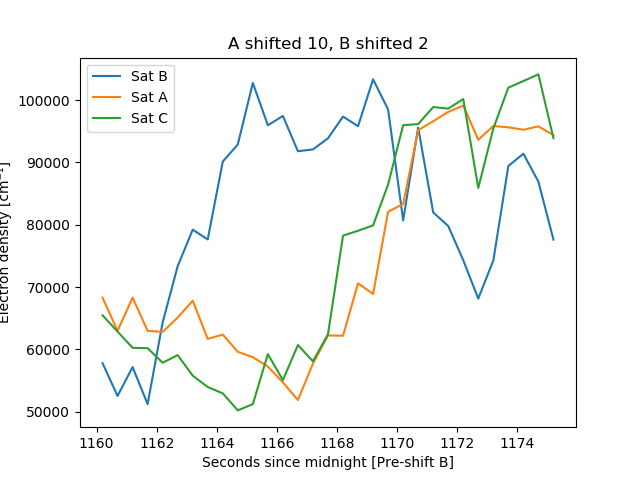 A shifted 10, B shifted 2
Sat B
Sat A
Sat C
Electron density [cm⁻¹]
100000
90000
80000
70000
60000
50000
1160
1162
1164
1166
1168
1170
1172
1174
Seconds since midnight [Pre-shift B]